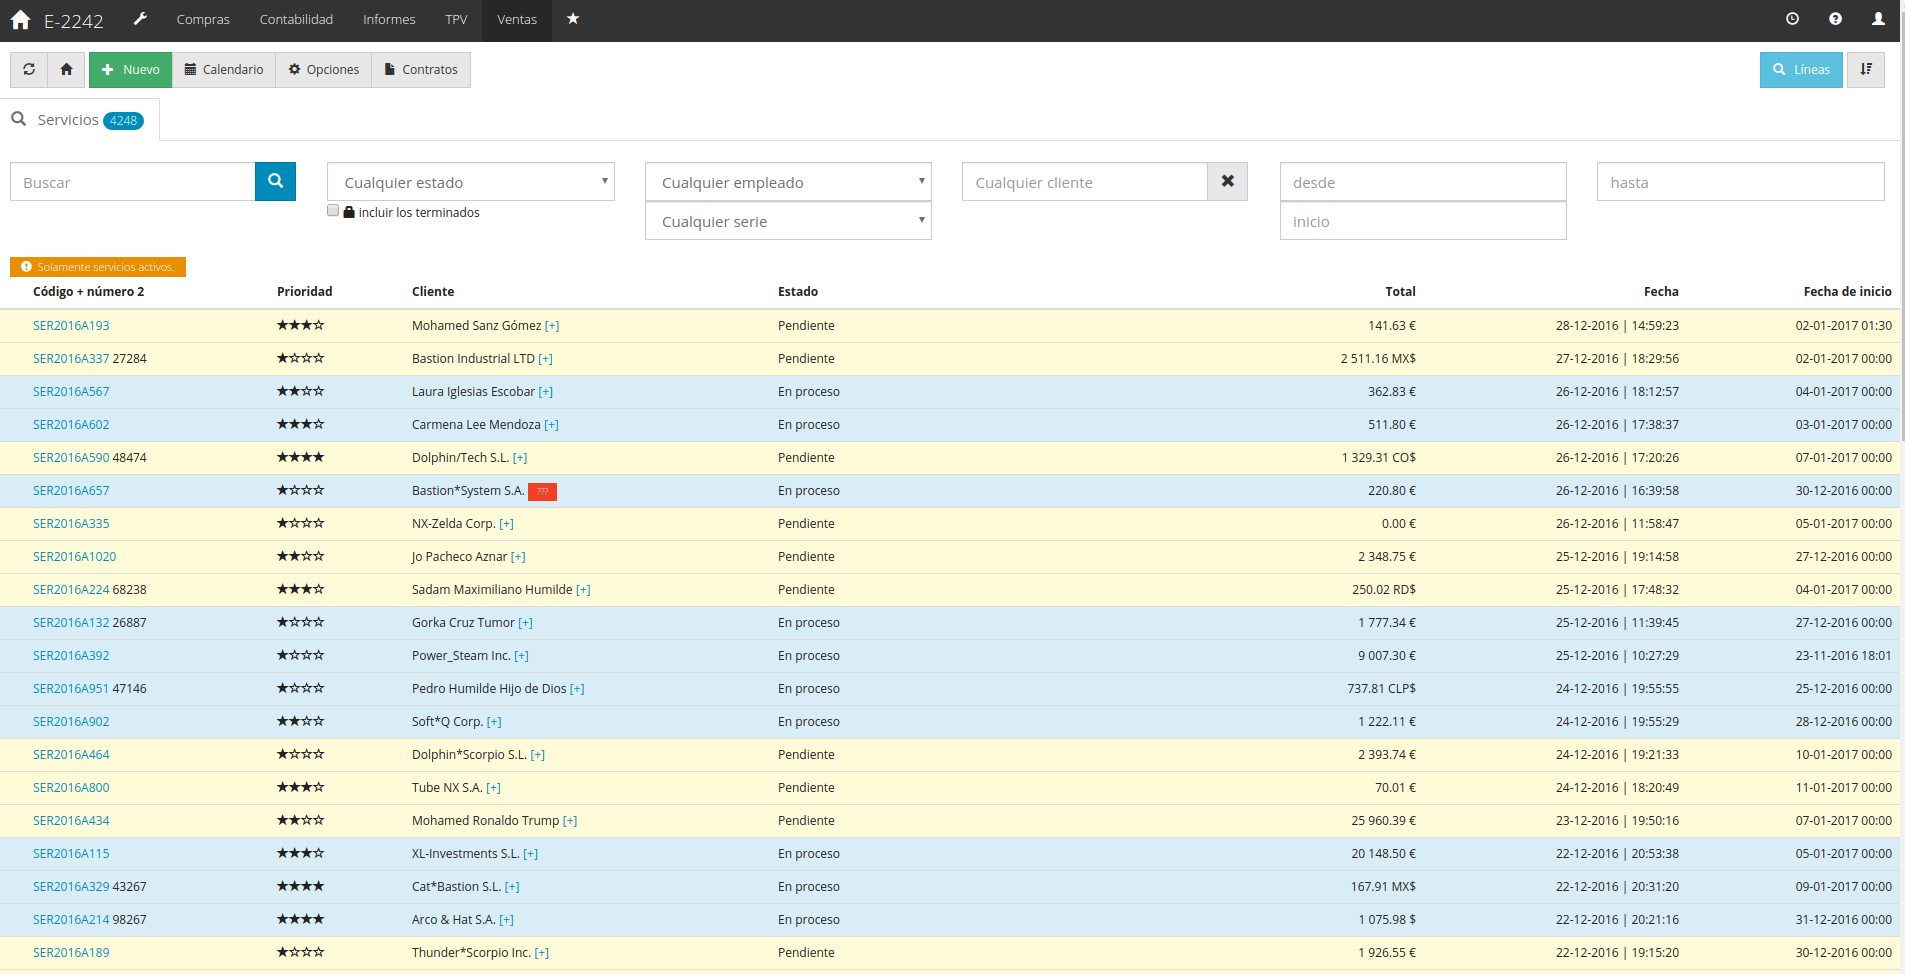 E-2242 Compras Contabilidad Informes TPV Ventas
Nuevo Calendario Opciones Contratos Líneas
Servicios 4248
Buscar Cualquier estado Cualquier empleado Cualquier cliente desde hasta
incluir los terminados Cualquier serie inicio
Solamente servicios activos.
Código + número 2 Prioridad Cliente Estado Total Fecha Fecha de inicio
SER2016A193 ★★★☆ Mohamed Sanz Gómez [+] Pendiente 141.63 € 28-12-2016 | 14:59:23 02-01-2017 01:30
SER2016A337 27284 ★☆☆☆ Bastion Industrial LTD [+] Pendiente 2 511.16 MX$ 27-12-2016 | 18:29:56 02-01-2017 00:00
SER2016A567 ★★☆☆ Laura Iglesias Escobar [+] En proceso 362.83 € 26-12-2016 | 18:12:57 04-01-2017 00:00
SER2016A602 ★★★☆ Carmena Lee Mendoza [+] En proceso 511.80 € 26-12-2016 | 17:38:37 03-01-2017 00:00
SER2016A590 48474 ★★★★ Dolphin/Tech S.L. [+] Pendiente 1 329.31 CO$ 26-12-2016 | 17:20:26 07-01-2017 00:00
SER2016A657 ★☆☆☆ Bastion*System S.A. ??? En proceso 220.80 € 26-12-2016 | 16:39:58 30-12-2016 00:00
SER2016A335 ★☆☆☆ NX-Zelda Corp. [+] Pendiente 0.00 € 26-12-2016 | 11:58:47 05-01-2017 00:00
SER2016A1020 ★★☆☆ Jo Pacheco Aznar [+] Pendiente 2 348.75 € 25-12-2016 | 19:14:58 27-12-2016 00:00
SER2016A224 68238 ★★★☆ Sadam Maximiliano Humilde [+] Pendiente 250.02 RD$ 25-12-2016 | 17:48:32 04-01-2017 00:00
SER2016A132 26887 ★☆☆☆ Gorka Cruz Tumor [+] En proceso 1 777.34 € 25-12-2016 | 11:39:45 27-12-2016 00:00
SER2016A392 ★☆☆☆ Power_Steam Inc. [+] En proceso 9 007.30 € 25-12-2016 | 10:27:29 23-11-2016 18:01
SER2016A951 47146 ★☆☆☆ Pedro Humilde Hijo de Dios [+] En proceso 737.81 CLP$ 24-12-2016 | 19:55:55 25-12-2016 00:00
SER2016A902 ★★☆☆ Soft*Q Corp. [+] En proceso 1 222.11 € 24-12-2016 | 19:55:29 28-12-2016 00:00
SER2016A464 ★☆☆☆ Dolphin*Scorpio S.L. [+] Pendiente 2 393.74 € 24-12-2016 | 19:21:33 10-01-2017 00:00
SER2016A800 ★★★☆ Tube NX S.A. [+] Pendiente 70.01 € 24-12-2016 | 18:20:49 11-01-2017 00:00
SER2016A434 ★★☆☆ Mohamed Ronaldo Trump [+] Pendiente 25 960.39 € 23-12-2016 | 19:50:16 07-01-2017 00:00
SER2016A115 ★★★☆ XL-Investments S.L. [+] En proceso 20 148.50 € 22-12-2016 | 20:53:38 05-01-2017 00:00
SER2016A329 43267 ★★★★ Cat*Bastion S.L. [+] En proceso 167.91 MX$ 22-12-2016 | 20:31:20 09-01-2017 00:00
SER2016A214 98267 ★★★★ Arco & Hat S.A. [+] En proceso 1 075.98 $ 22-12-2016 | 20:21:16 31-12-2016 00:00
SER2016A189 ★☆☆☆ Thunder*Scorpio Inc. [+] Pendiente 1 926.55 € 22-12-2016 | 19:15:20 30-12-2016 00:00